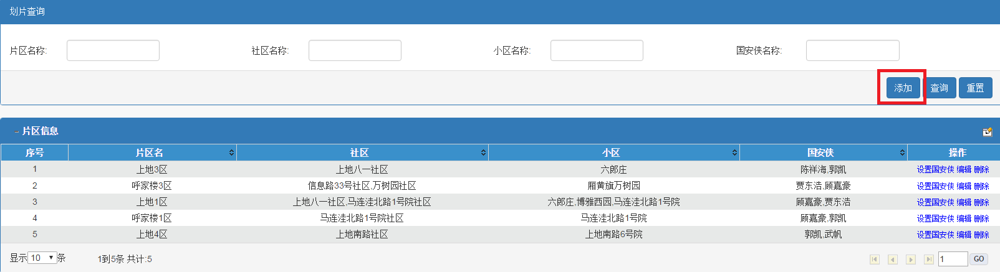 划片查询
片区名称: 社区名称: 小区名称: 国安侠名称:
添加 查询 重置
片区信息
序号 片区名 社区 小区 国安侠 操作
1 上地3区 上地八一社区 六郎庄 陈祥海,郭凯 设置国安侠 编辑 删除
2 呼家楼3区 信息路33号社区,万树园社区 厢黄旗万树园 贾东浩,顾嘉豪 设置国安侠 编辑 删除
3 上地1区 上地八一社区,马连洼北路1号院社区 六郎庄,博雅西园,马连洼北路1号院 顾嘉豪,贾东浩 设置国安侠 编辑 删除
4 呼家楼1区 马连洼北路1号院社区 马连洼北路1号院 顾嘉豪,郭凯 设置国安侠 编辑 删除
5 上地4区 上地南路社区 上地南路6号院 郭凯,武帆 设置国安侠 编辑 删除
显示 10 条 1到5条 共计:5 1 GO